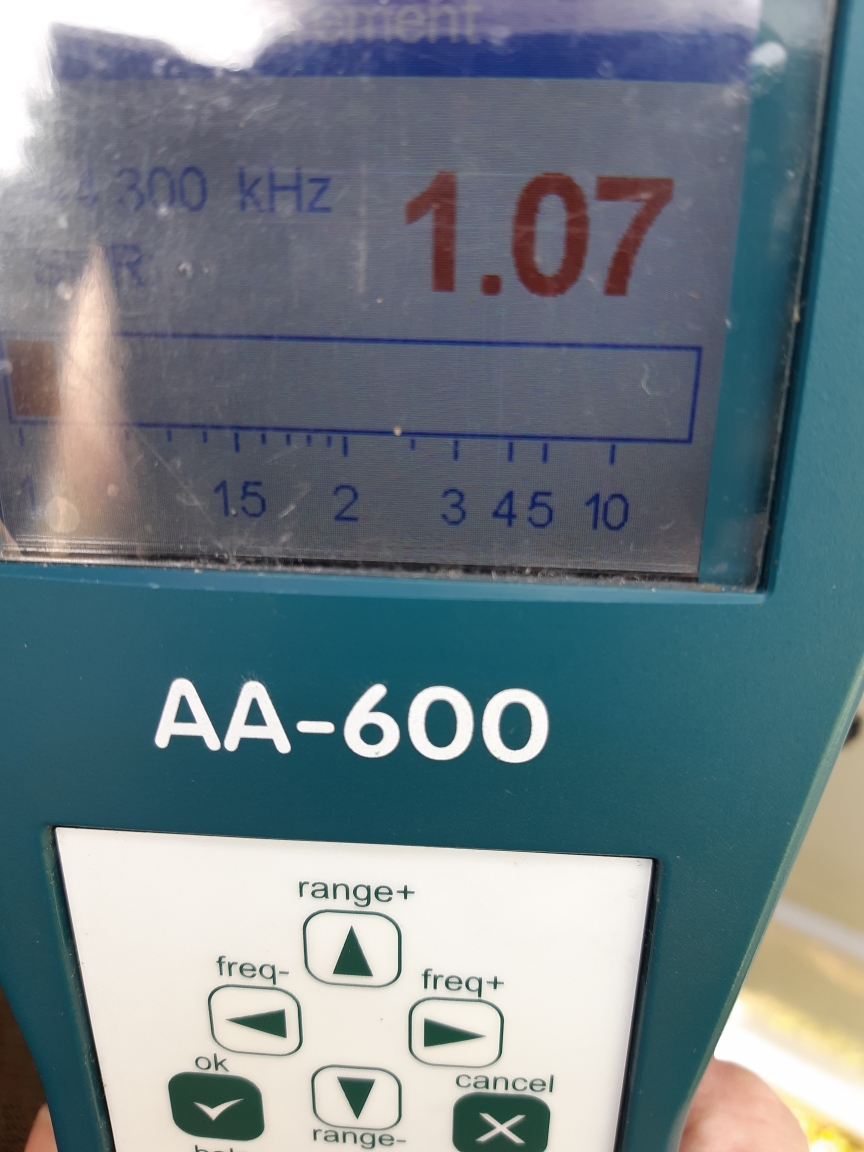 300 kHz
1.07
1 1.5 2 3 4 5 10
AA-600
range+
freq-
freq+
ok
cancel
range-